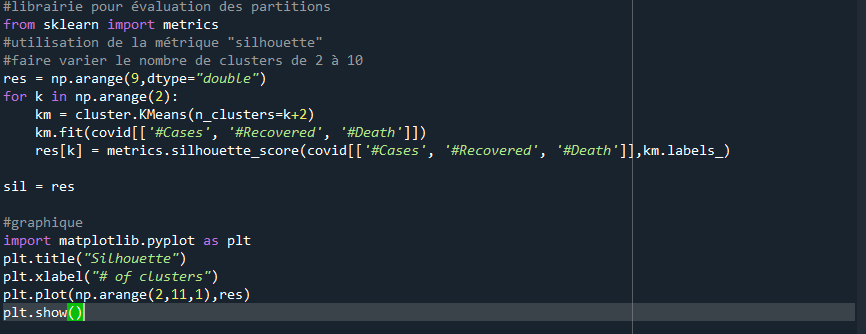 #librairie pour évaluation des partitions
from sklearn import metrics
#utilisation de la métrique "silhouette"
#faire varier le nombre de clusters de 2 à 10
res = np.arange(9,dtype="double")
for k in np.arange(2):
    km = cluster.KMeans(n_clusters=k+2)
    km.fit(covid[['#Cases', '#Recovered', '#Death']])
    res[k] = metrics.silhouette_score(covid[['#Cases', '#Recovered', '#Death']],km.labels_)
sil = res
#graphique
import matplotlib.pyplot as plt
plt.title("Silhouette")
plt.xlabel("# of clusters")
plt.plot(np.arange(2,11,1),res)
plt.show()